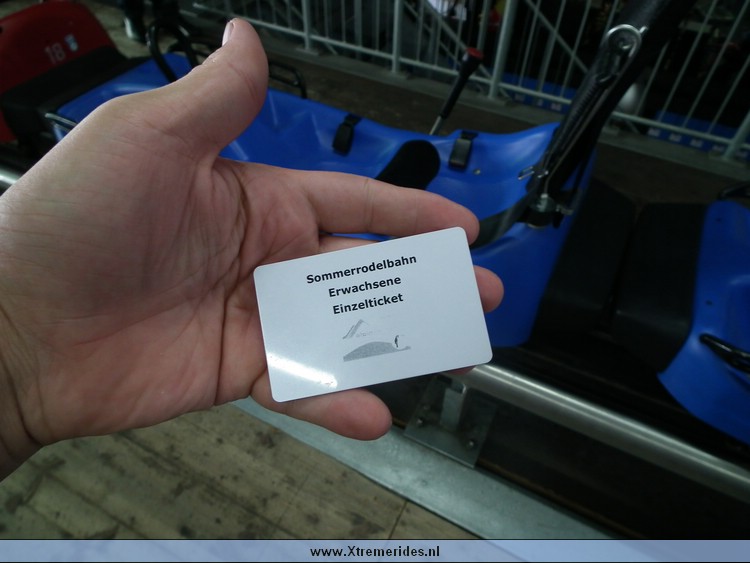 18
Sommerrodelbahn
Erwachsene
Einzelticket
www.Xtremerides.nl